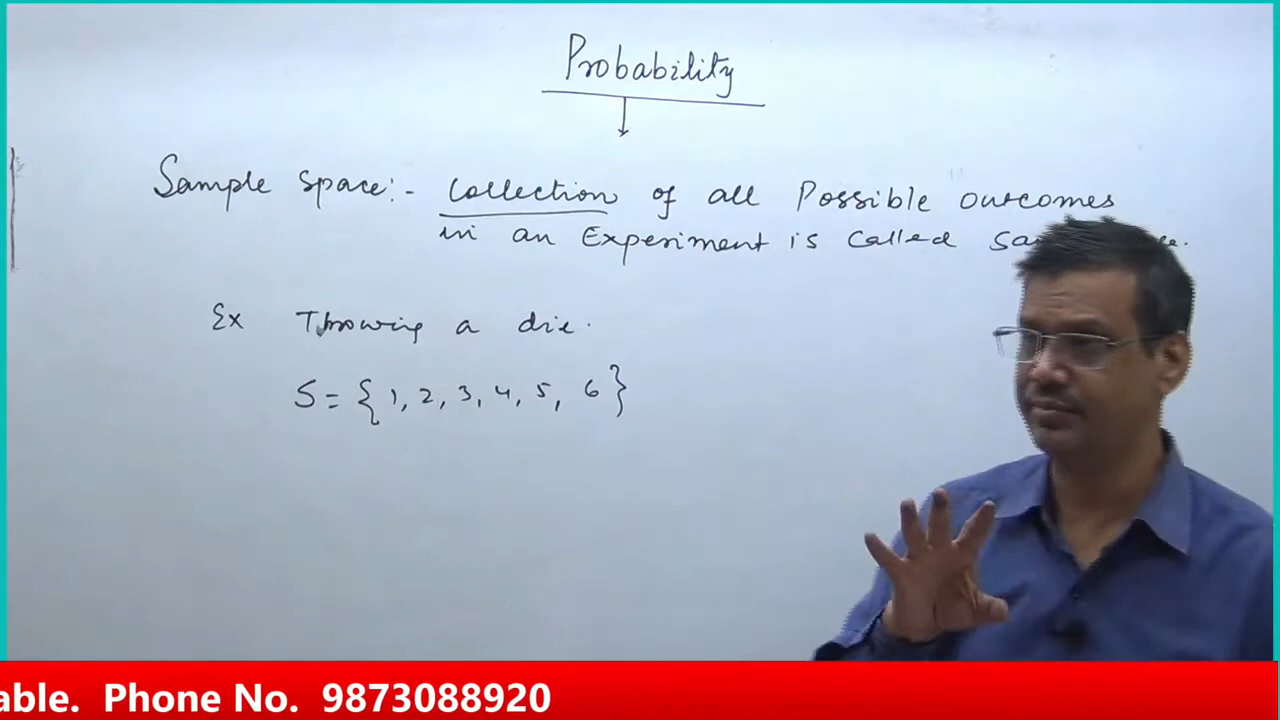 Probability
Sample space:- Collection of all Possible outcomes
in an Experiment is called
Ex Throwing a die.
S = {1, 2, 3, 4, 5, 6}
able. Phone No. 9873088920